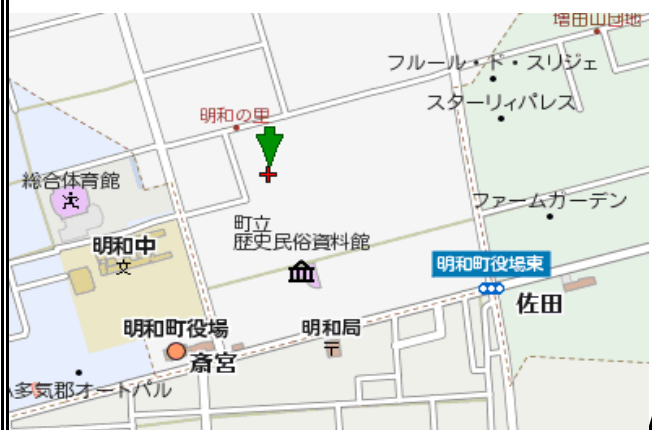 増田山団地
フルール・ド・スリジェ
スターリィパレス
明和の里
総合体育館
ファームガーデン
町立
歴史民俗資料館
明和中
文
明和町役場東
佐田
明和町役場
明和局
〒
斎宮
多気郡オートパル